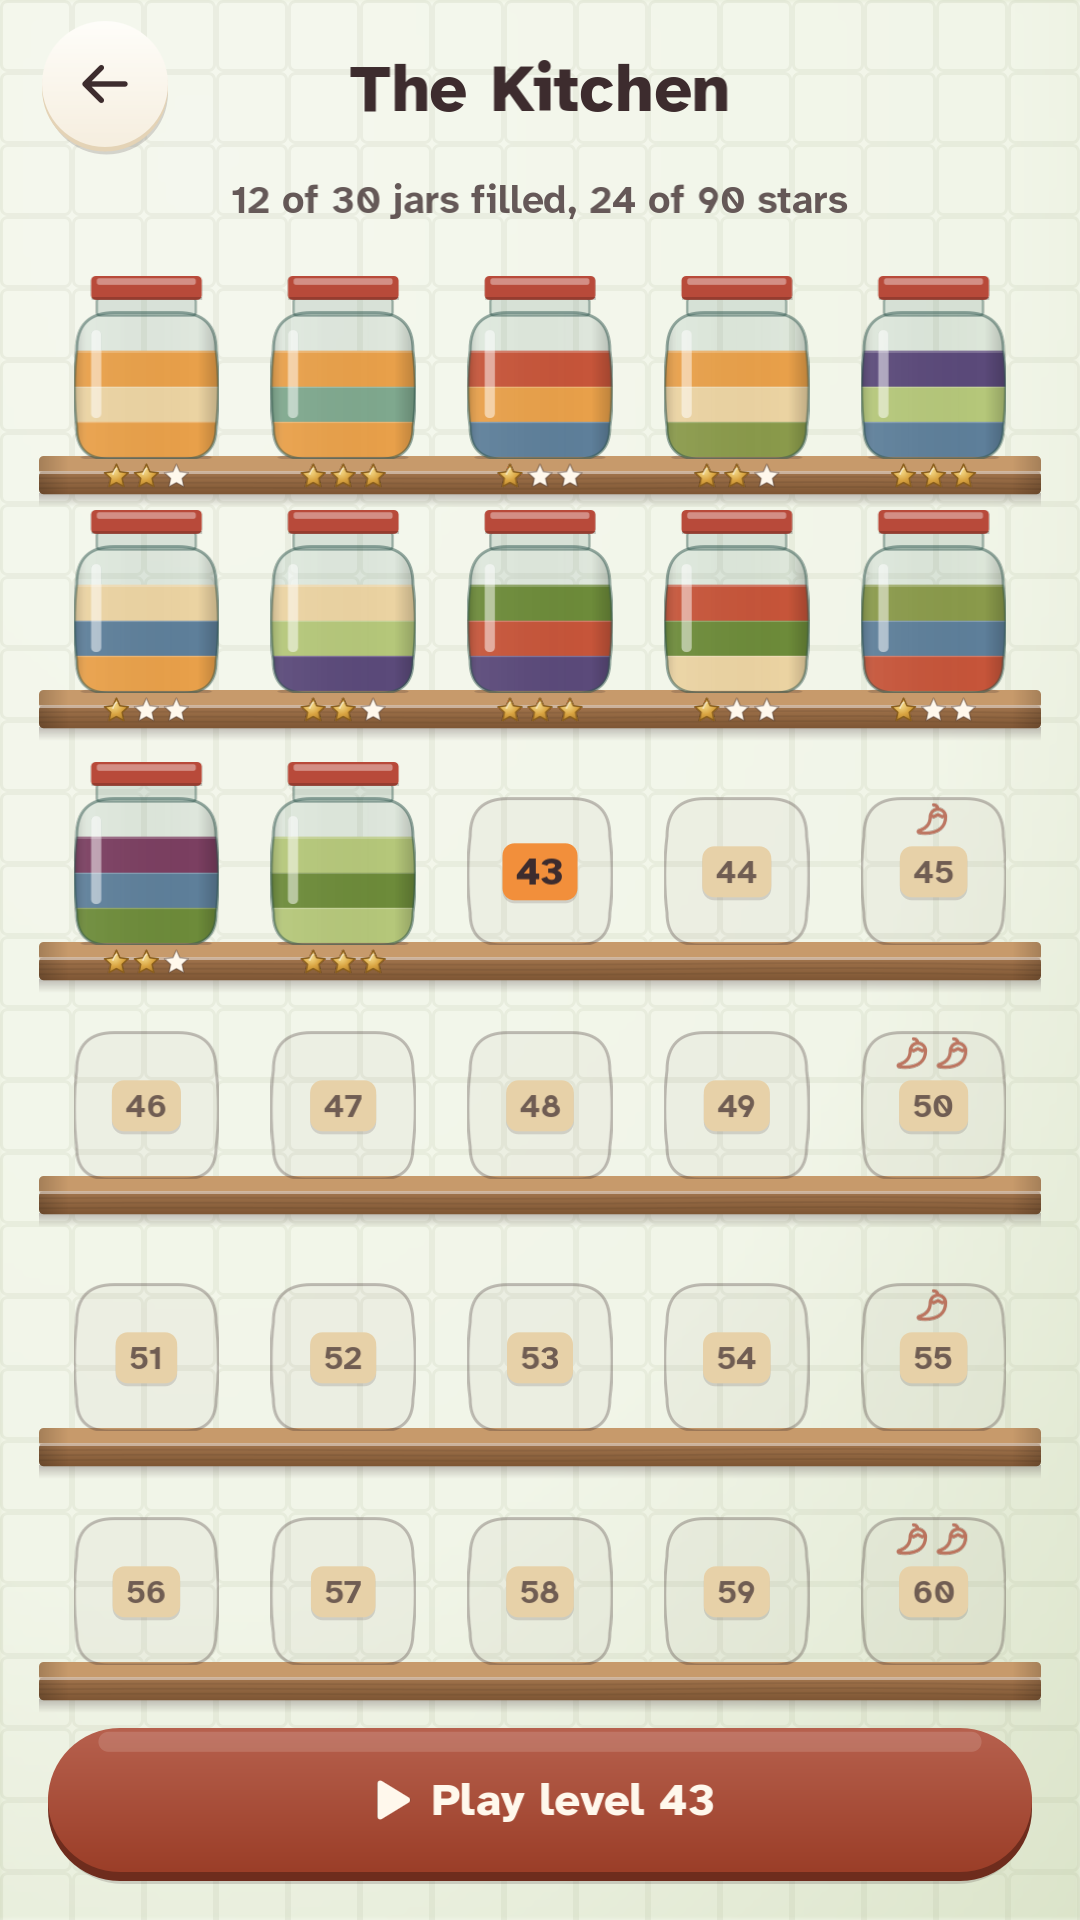 The Kitchen
12 of 30 jars filled, 24 of 90 stars
43 44 45
46 47 48 49 50
51 52 53 54 55
56 57 58 59 60
Play level 43